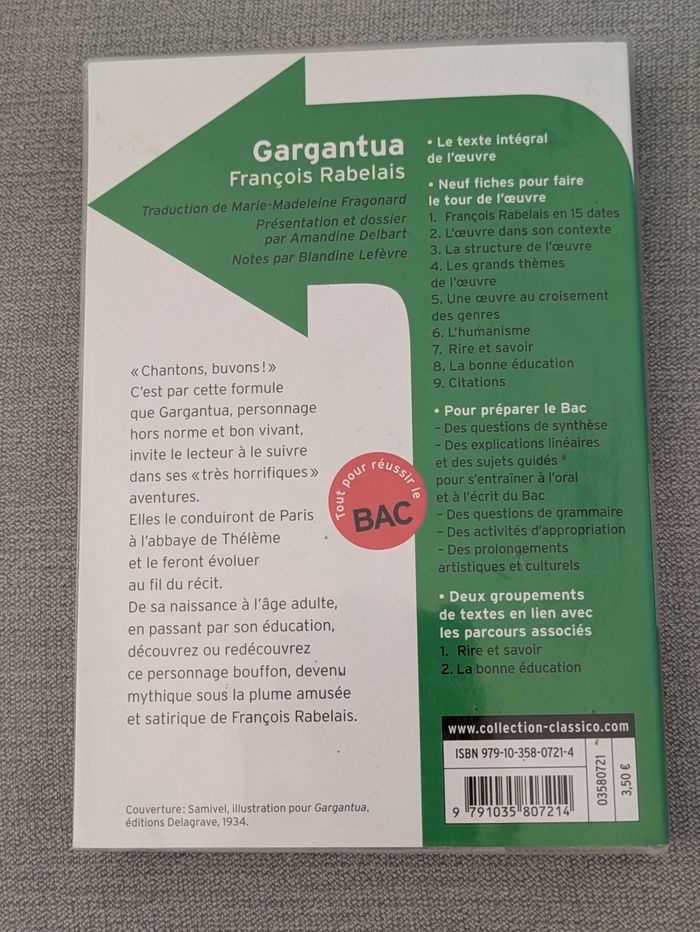 Gargantua
François Rabelais
Traduction de Marie-Madeleine Fragonard
Présentation et dossier
par Amandine Delbart
Notes par Blandine Lefèvre
« Chantons, buvons ! »
C'est par cette formule
que Gargantua, personnage
hors norme et bon vivant,
invite le lecteur à le suivre
dans ses « très horrifiques »
aventures.
Elles le conduiront de Paris
à l'abbaye de Thélème
et le feront évoluer
au fil du récit.
De sa naissance à l'âge adulte,
en passant par son éducation,
découvrez ou redécouvrez
ce personnage bouffon, devenu
mythique sous la plume amusée
et satirique de François Rabelais.
Couverture : Samivel, illustration pour Gargantua,
éditions Delagrave, 1934.
Tout pour réussir le
BAC
• Le texte intégral
de l'œuvre
• Neuf fiches pour faire
le tour de l'œuvre
1. François Rabelais en 15 dates
2. L'œuvre dans son contexte
3. La structure de l'œuvre
4. Les grands thèmes
de l'œuvre
5. Une œuvre au croisement
des genres
6. L'humanisme
7. Rire et savoir
8. La bonne éducation
9. Citations
• Pour préparer le Bac
– Des questions de synthèse
– Des explications linéaires
et des sujets guidés
pour s'entraîner à l'oral
et à l'écrit du Bac
– Des questions de grammaire
– Des activités d'appropriation
– Des prolongements
artistiques et culturels
• Deux groupements
de textes en lien avec
les parcours associés
1. Rire et savoir
2. La bonne éducation
www.collection-classico.com
ISBN 979-10-358-0721-4
9 791035 807214
03580721
3,50 €